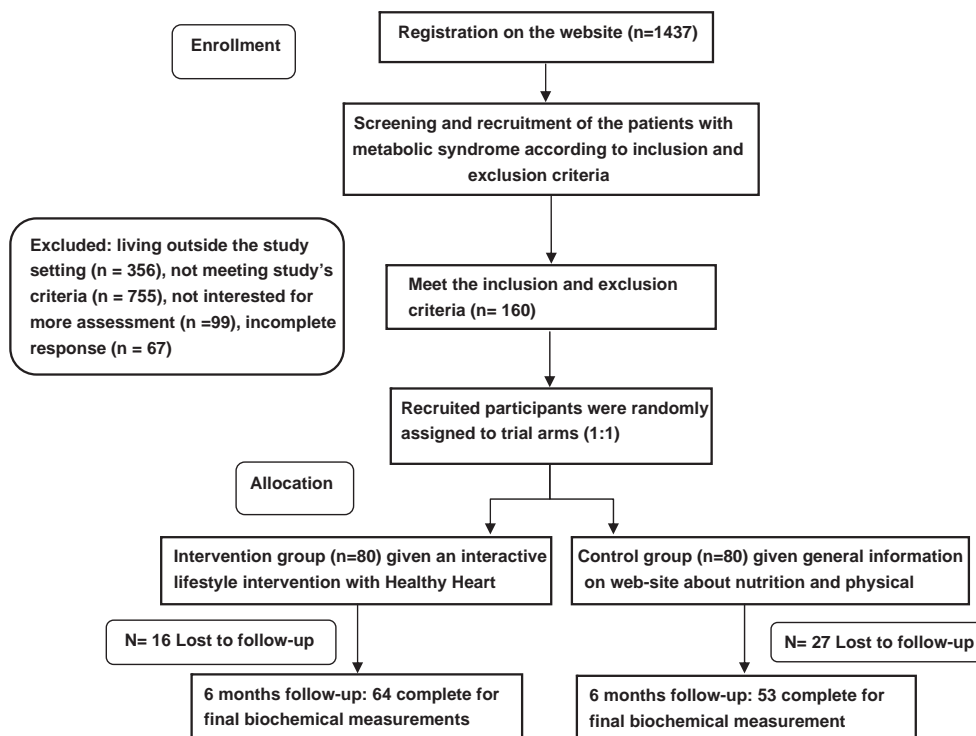 Enrollment
Registration on the website (n=1437)
Screening and recruitment of the patients with
metabolic syndrome according to inclusion and
exclusion criteria
Excluded: living outside the study
setting (n = 356), not meeting study's
criteria (n = 755), not interested for
more assessment (n =99), incomplete
response (n = 67)
Meet the inclusion and exclusion
criteria (n= 160)
Recruited participants were randomly
assigned to trial arms (1:1)
Allocation
Intervention group (n=80) given an interactive
lifestyle intervention with Healthy Heart
Control group (n=80) given general information
on web-site about nutrition and physical
N= 16 Lost to follow-up
N= 27 Lost to follow-up
6 months follow-up: 64 complete for
final biochemical measurements
6 months follow-up: 53 complete for
final biochemical measurement